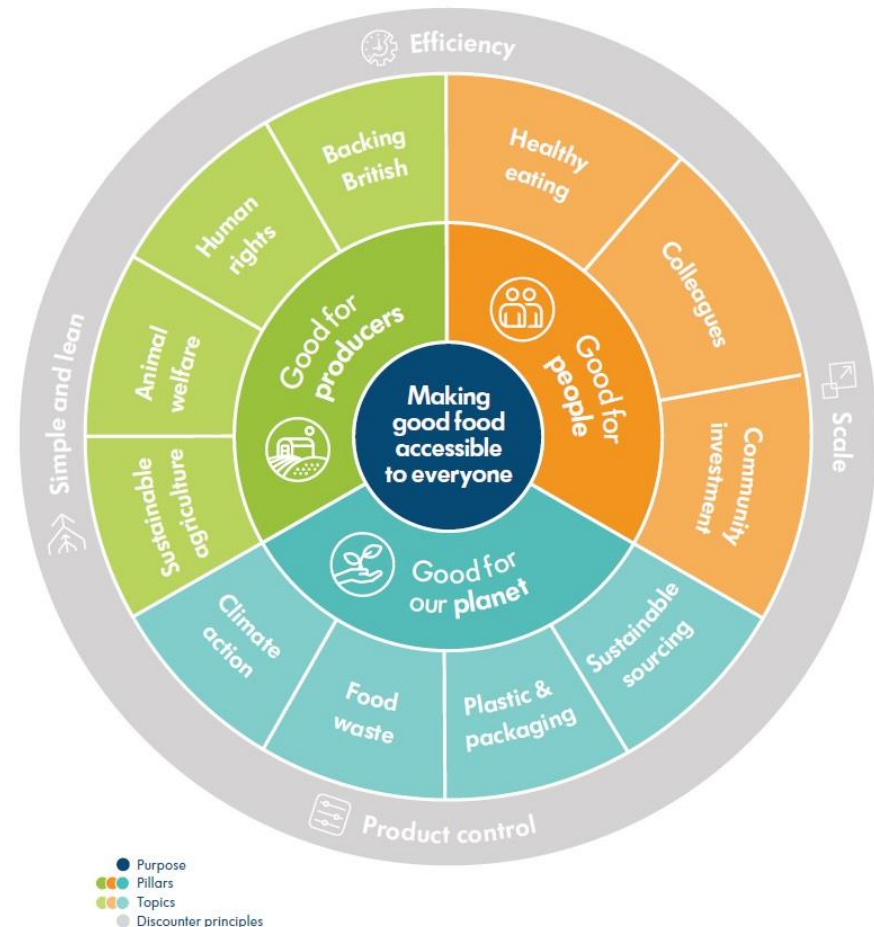 Efficiency
Scale
Product control
Simple and lean
Backing
British
Human
rights
Animal
welfare
Sustainable
agriculture
Healthy
eating
Colleagues
Community
investment
Sustainable
sourcing
Plastic &
packaging
Food
waste
Climate
action
Good for
producers
Good for
people
Good for
our planet
Making
good food
accessible
to everyone
Purpose
Pillars
Topics
Discounter principles